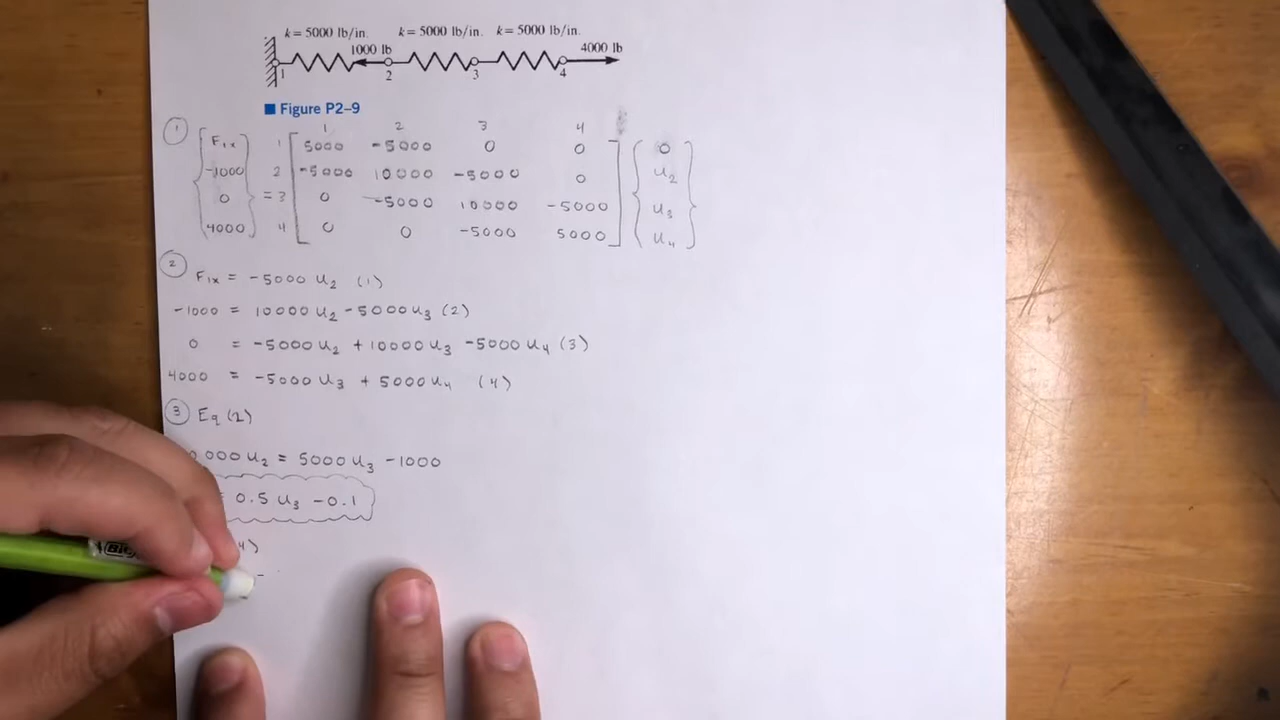 k = 5000 lb/in. k = 5000 lb/in. k = 5000 lb/in.
1000 lb 4000 lb
1 2 3 4
Figure P2–9
1 2 3 4
① F1x 1 5000 -5000 0 0 0
-1000 2 -5000 10000 -5000 0 u2
0 = 3 0 -5000 10000 -5000 u3
4000 4 0 0 -5000 5000 u4
②
F1x = -5000 u2 (1)
-1000 = 10000 u2 - 5000 u3 (2)
0 = -5000 u2 + 10000 u3 - 5000 u4 (3)
4000 = -5000 u3 + 5000 u4 (4)
③ Eq (2)
0000 u2 = 5000 u3 - 1000
0.5 u3 - 0.1
4)
-